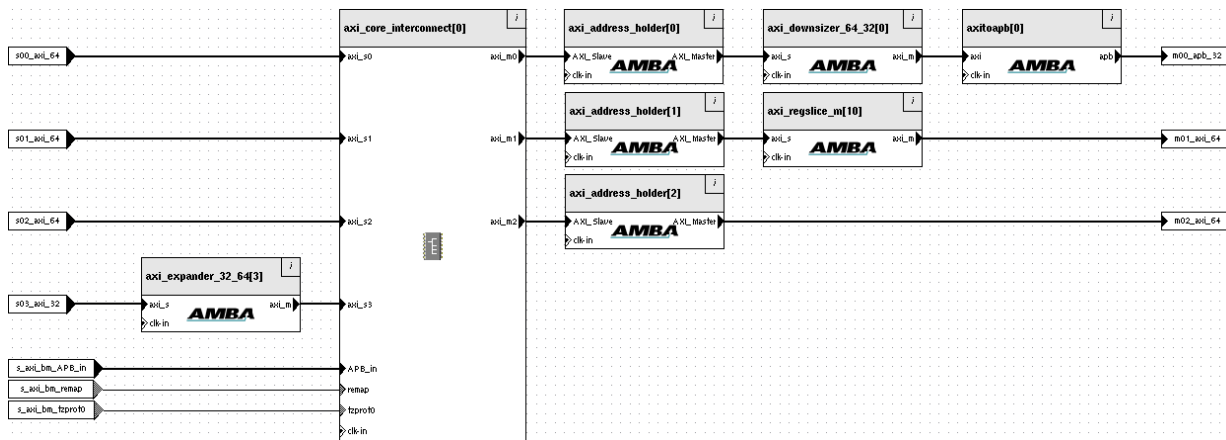 axi_core_interconnect[0] i
axi_address_holder[0] i
axi_downsizer_64_32[0] i
axitoapb[0] i
s00_axi_64
axi_s0
axi_m0
AXI_Slave AMBA AXI_Master
clk-in
axi_s AMBA axi_m
clk-in
axi apb
clk-in
m00_apb_32
axi_address_holder[1] i
axi_regslice_m[10] i
s01_axi_64
axi_s1
axi_m1
AXI_Slave AMBA AXI_Master
clk-in
axi_s AMBA axi_m
clk-in
m01_axi_64
axi_address_holder[2] i
s02_axi_64
axi_s2
axi_m2
AXI_Slave AMBA AXI_Master
clk-in
m02_axi_64
axi_expander_32_64[3] i
s03_axi_32
axi_s AMBA axi_m
clk-in
axi_s3
s_axi_bm_APB_in
APB_in
s_axi_bm_remap
remap
s_axi_bm_tzprot0
tzprot0
clk-in